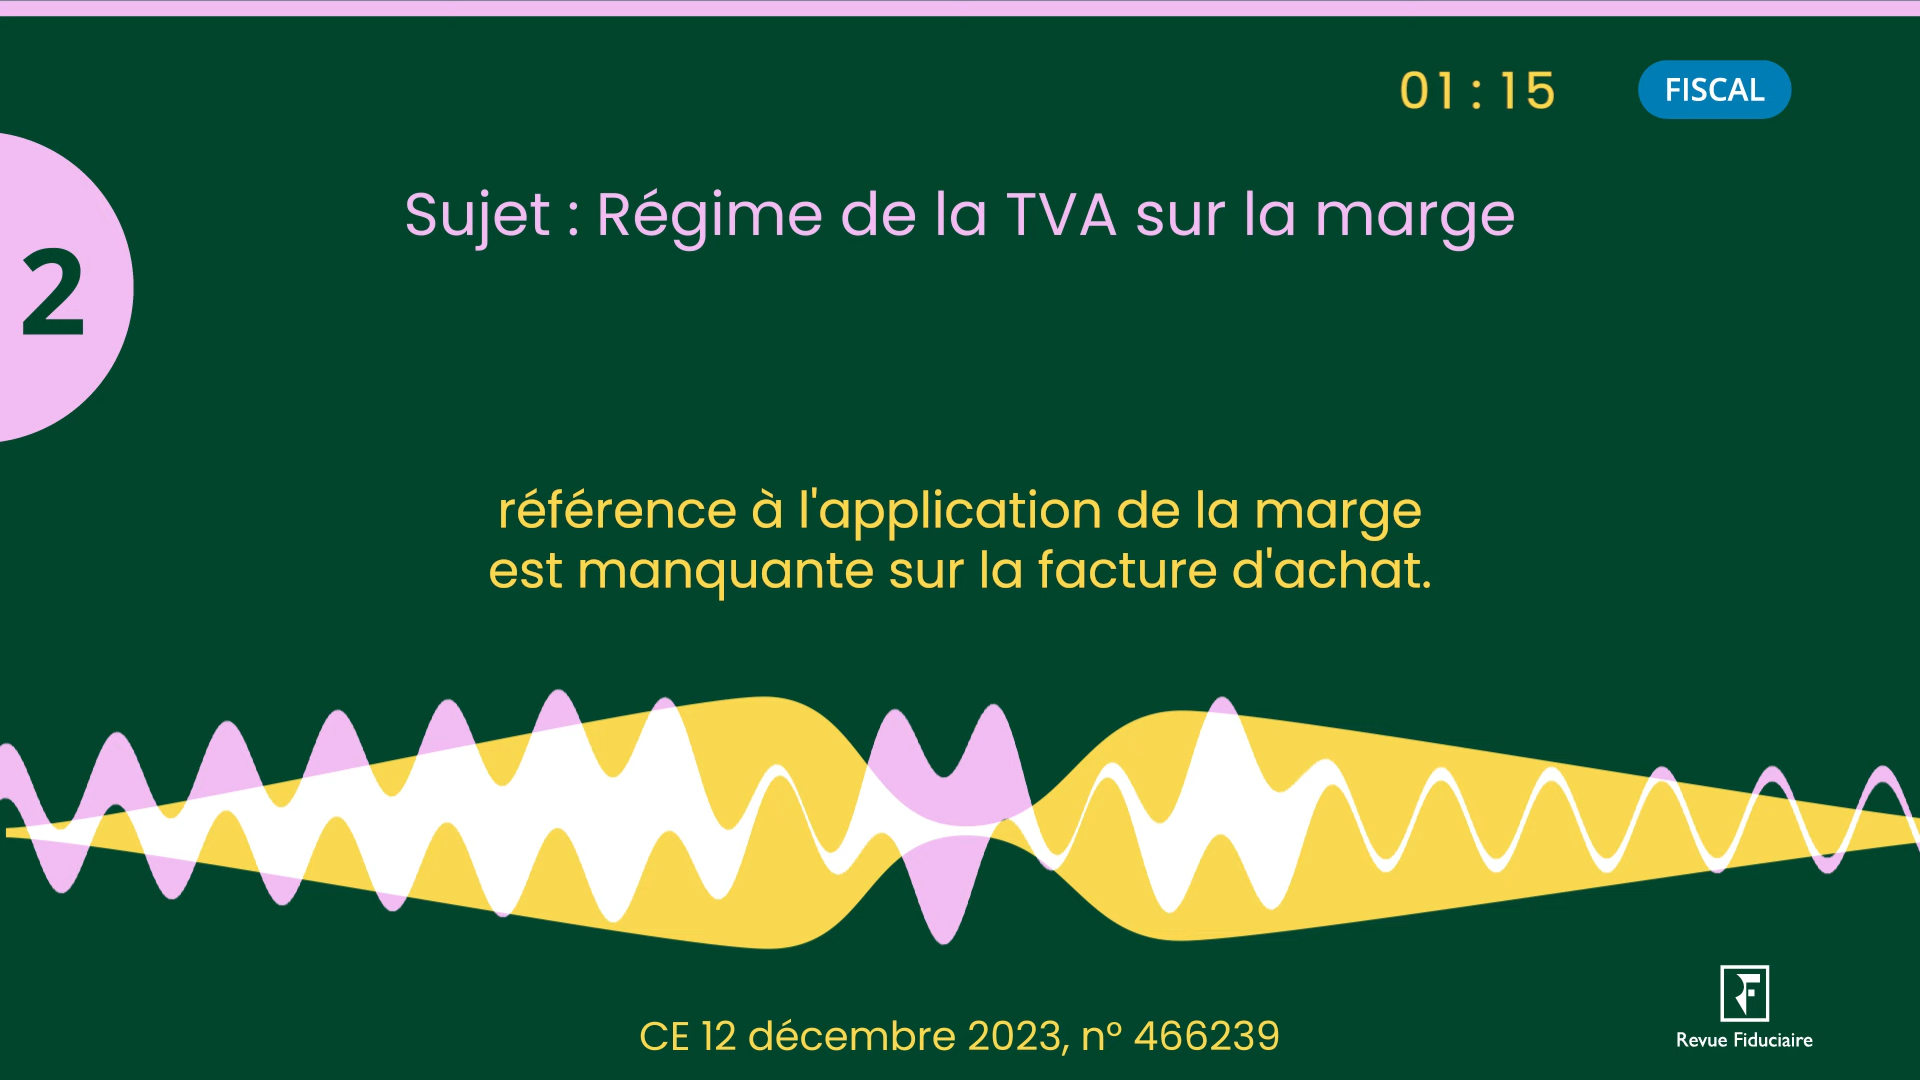 01 : 15
FISCAL
2
Sujet : Régime de la TVA sur la marge
référence à l'application de la marge
est manquante sur la facture d'achat.
CE 12 décembre 2023, n° 466239
RF
Revue Fiduciaire